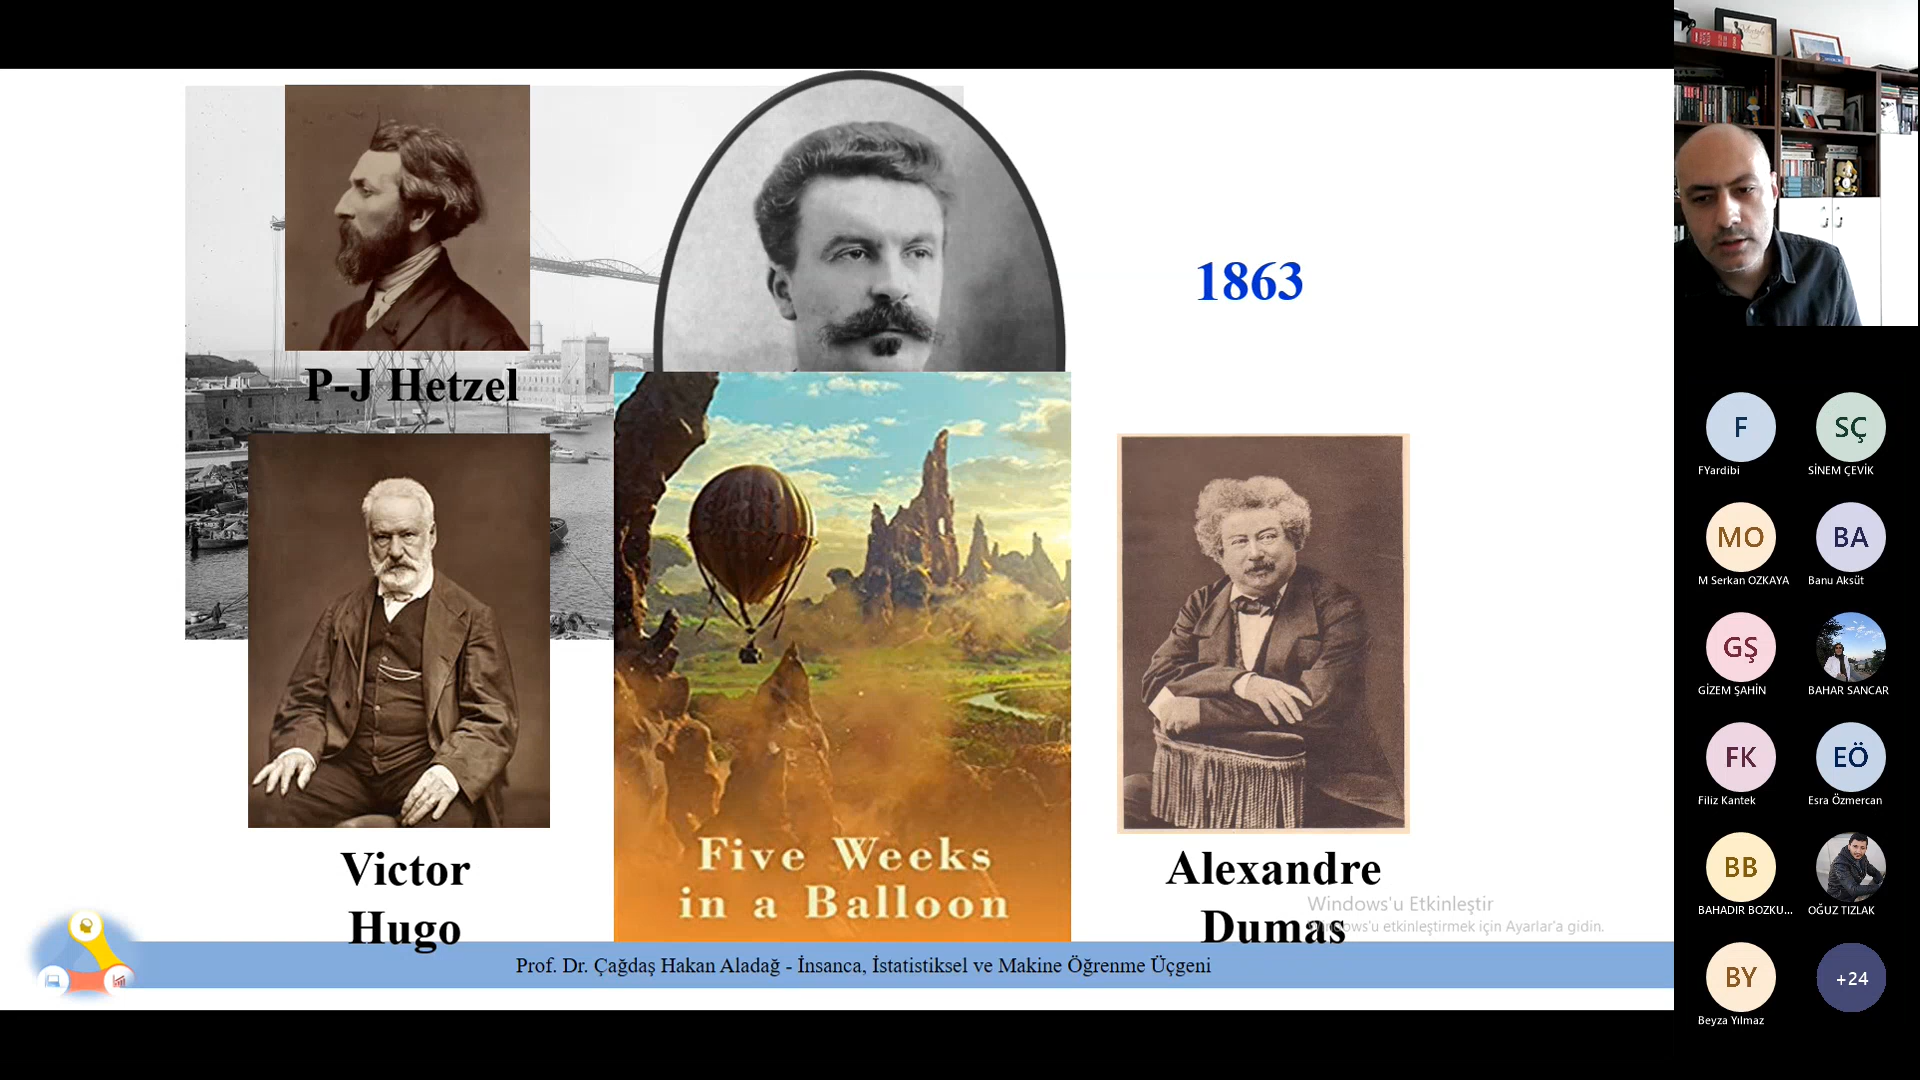 P-J Hetzel
1863
Victor
Hugo
Five Weeks
in a Balloon
Alexandre
Dumas
Windows'u Etkinleştir
Windows'u etkinleştirmek için Ayarlar'a gidin.
Prof. Dr. Çağdaş Hakan Aladağ - İnsanca, İstatistiksel ve Makine Öğrenme Üçgeni
F
FYardibi
SÇ
SİNEM ÇEVİK
MO
M Serkan OZKAYA
BA
Banu Aksüt
GŞ
GİZEM ŞAHİN
BAHAR SANCAR
FK
Filiz Kantek
EÖ
Esra Özmercan
BB
BAHADIR BOZKU...
OĞUZ TIZLAK
BY
Beyza Yılmaz
+24